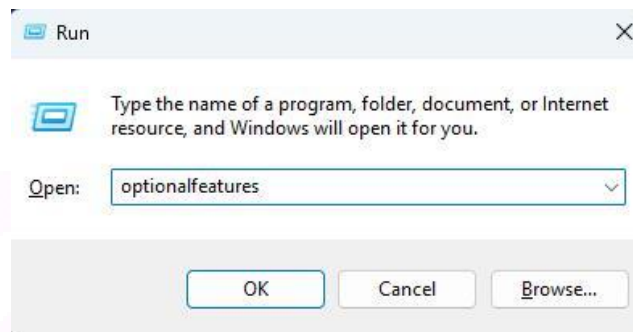 Run
Type the name of a program, folder, document, or Internet
resource, and Windows will open it for you.
Open: optionalfeatures
OK Cancel Browse...